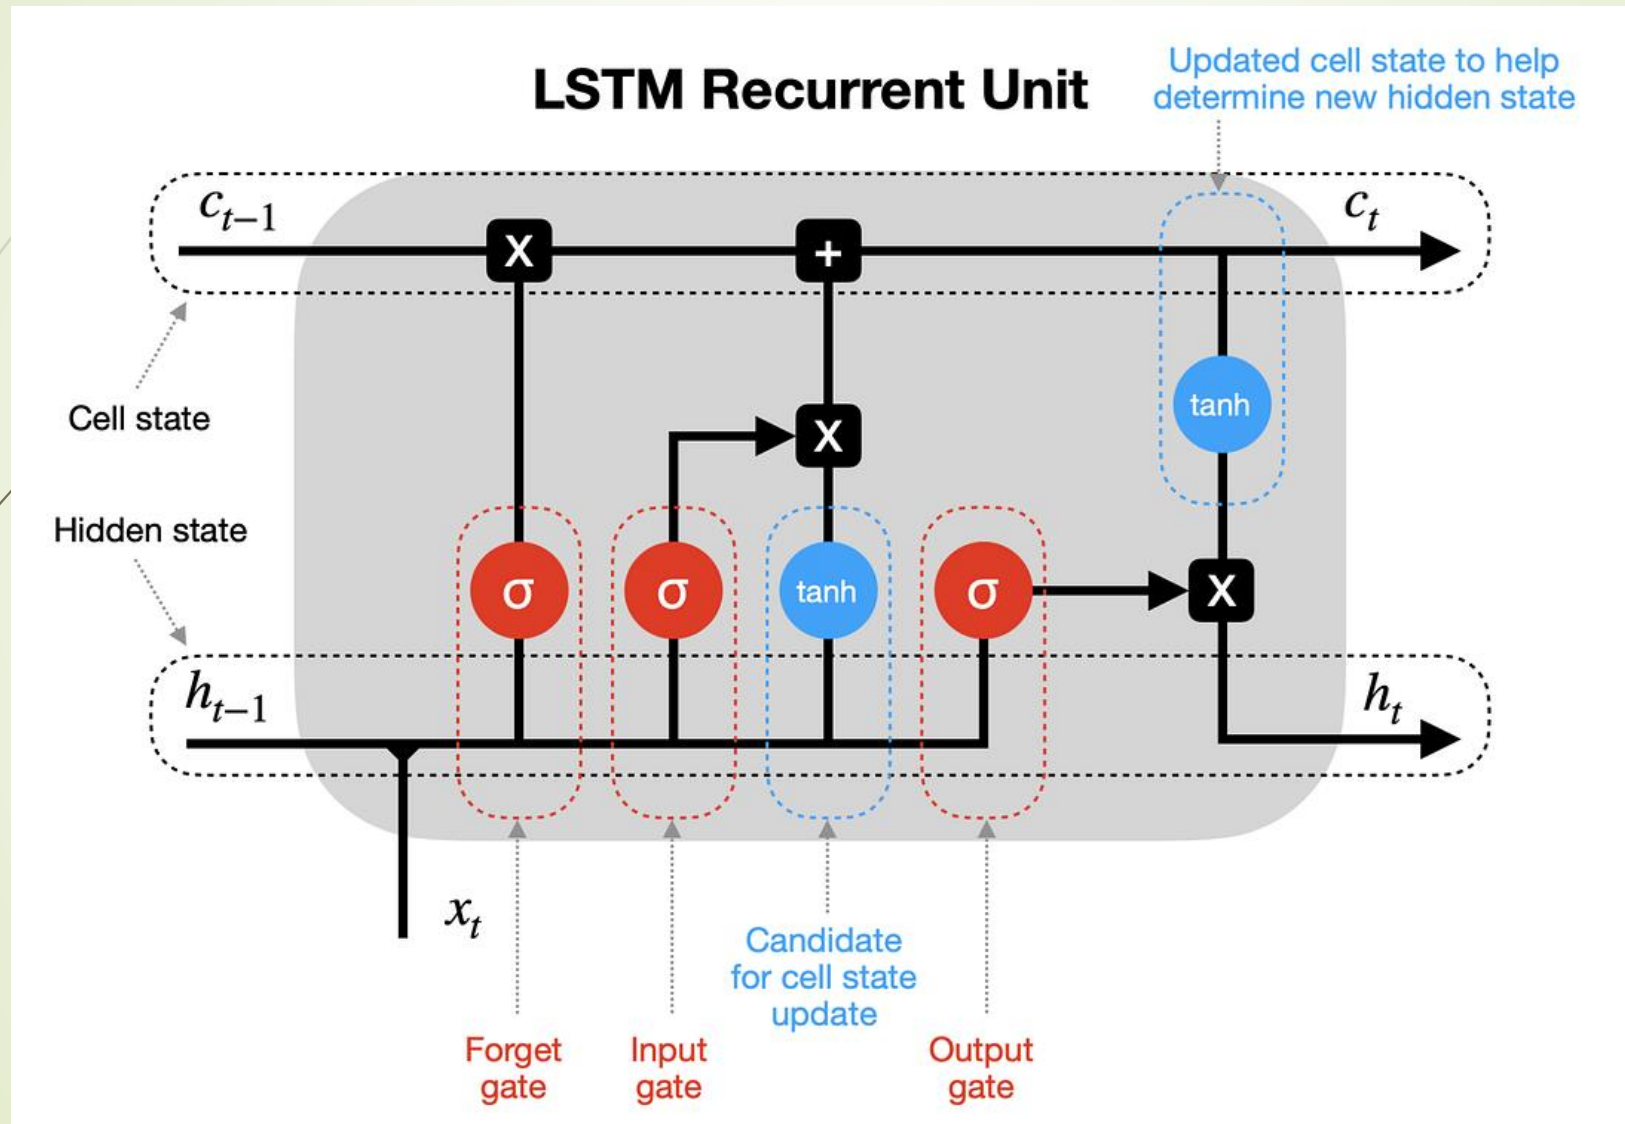 LSTM Recurrent Unit
Updated cell state to help
determine new hidden state
c_{t-1}
c_t
X
+
Cell state
tanh
X
Hidden state
σ
σ
tanh
σ
X
h_{t-1}
h_t
x_t
Candidate
for cell state
update
Forget
gate
Input
gate
Output
gate